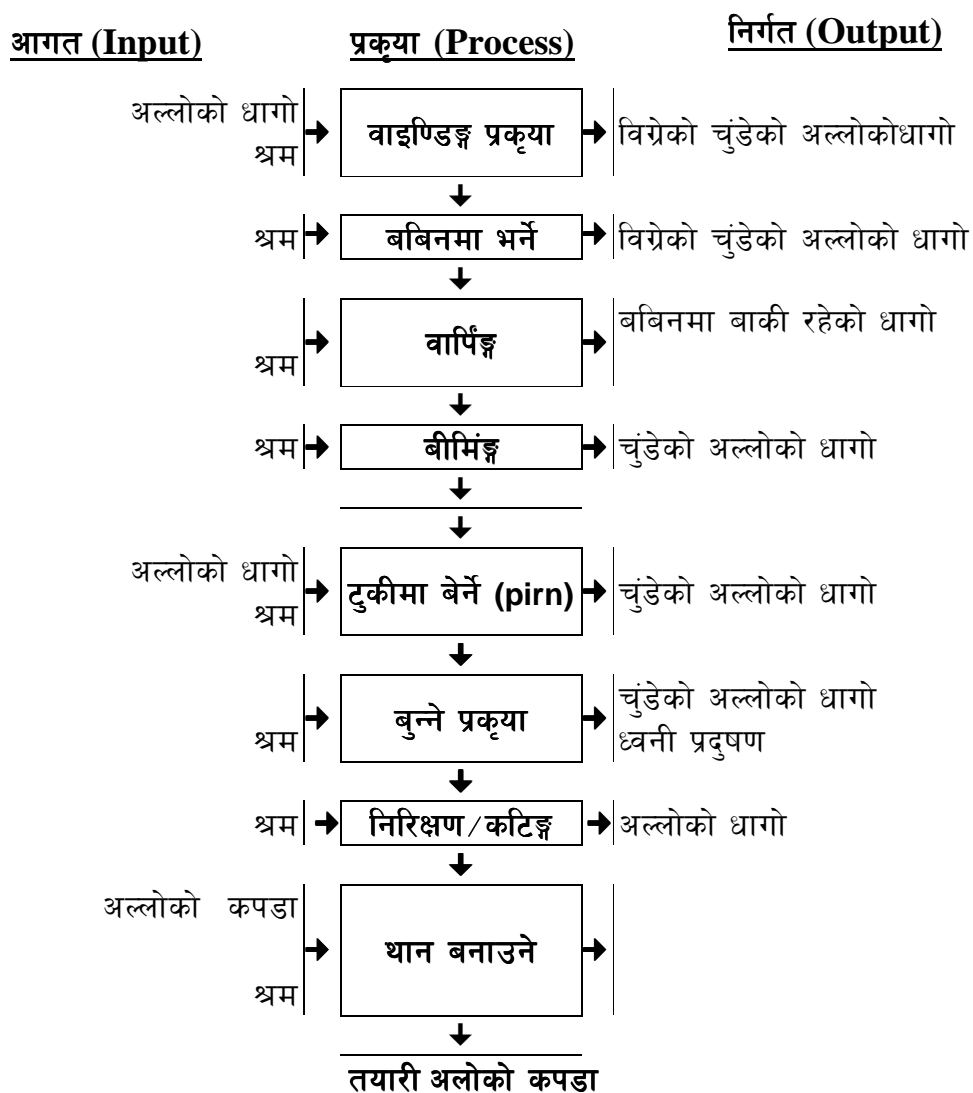 आगत (Input) प्रकृया (Process) निर्गत (Output)
अल्लोको धागो
श्रम
वाइण्डिङ्ग प्रकृया
विग्रेको चुंडेको अल्लोकोधागो
श्रम
बबिनमा भर्ने
विग्रेको चुंडेको अल्लोको धागो
श्रम
वार्पिंङ्ग
बबिनमा बाकी रहेको धागो
श्रम
बीमिंङ्ग
चुंडेको अल्लोको धागो
अल्लोको धागो
श्रम
टुकीमा बेर्ने (pirn)
चुंडेको अल्लोको धागो
श्रम
बुन्ने प्रकृया
चुंडेको अल्लोको धागो
ध्वनी प्रदुषण
श्रम
निरिक्षण/कटिङ्ग
अल्लोको धागो
अल्लोको कपडा
श्रम
थान बनाउने
तयारी अलोको कपडा